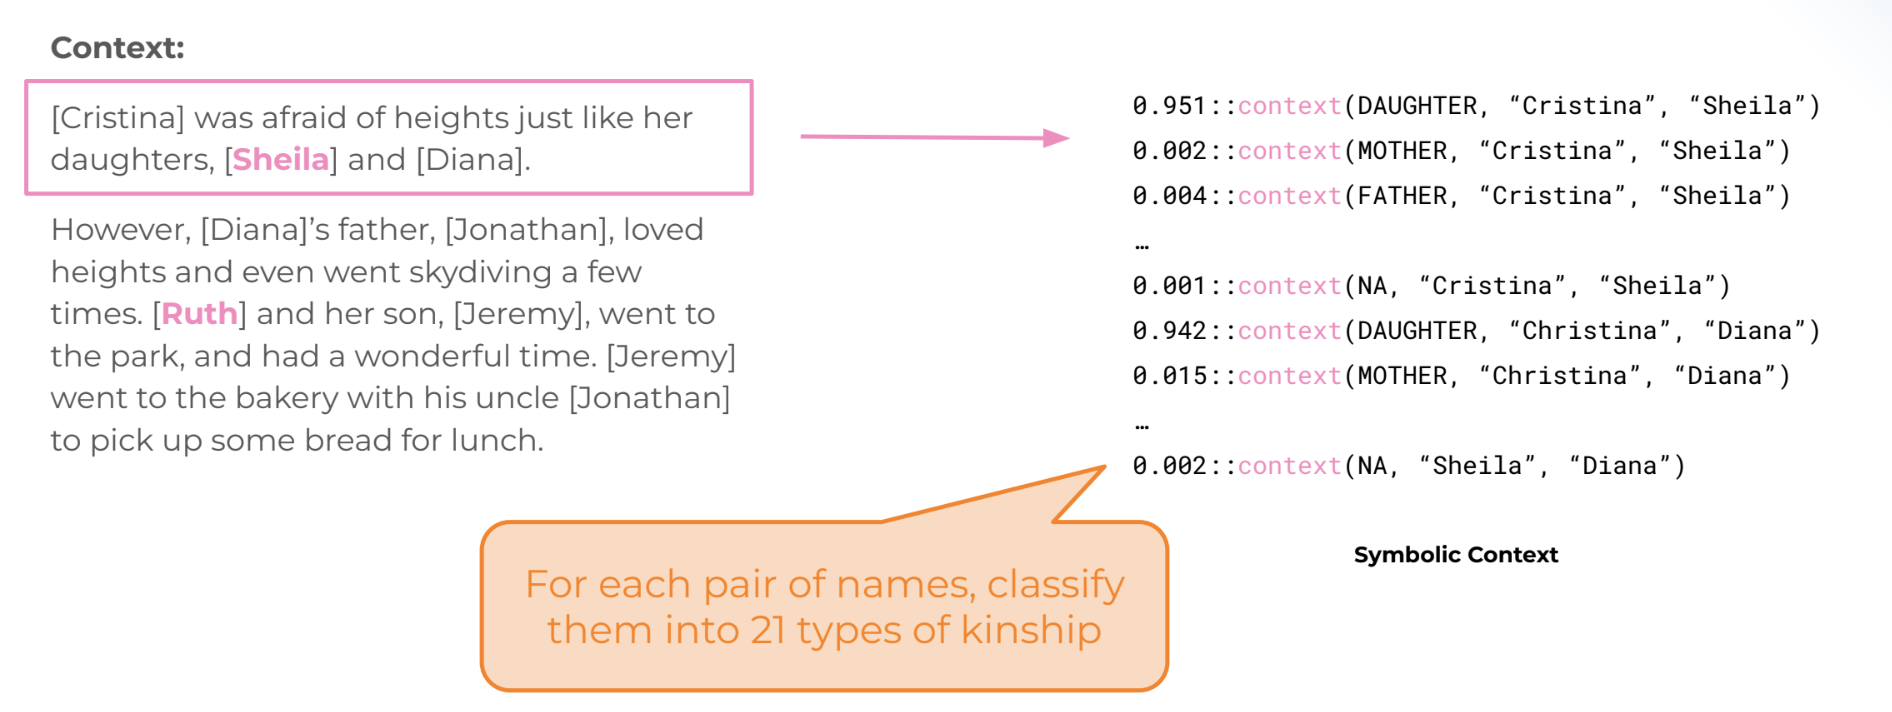 Context:
[Cristina] was afraid of heights just like her
daughters, [Sheila] and [Diana].
However, [Diana]’s father, [Jonathan], loved
heights and even went skydiving a few
times. [Ruth] and her son, [Jeremy], went to
the park, and had a wonderful time. [Jeremy]
went to the bakery with his uncle [Jonathan]
to pick up some bread for lunch.
0.951::context(DAUGHTER, “Cristina”, “Sheila”)
0.002::context(MOTHER, “Cristina”, “Sheila”)
0.004::context(FATHER, “Cristina”, “Sheila”)
…
0.001::context(NA, “Cristina”, “Sheila”)
0.942::context(DAUGHTER, “Christina”, “Diana”)
0.015::context(MOTHER, “Christina”, “Diana”)
…
0.002::context(NA, “Sheila”, “Diana”)
Symbolic Context
For each pair of names, classify
them into 21 types of kinship